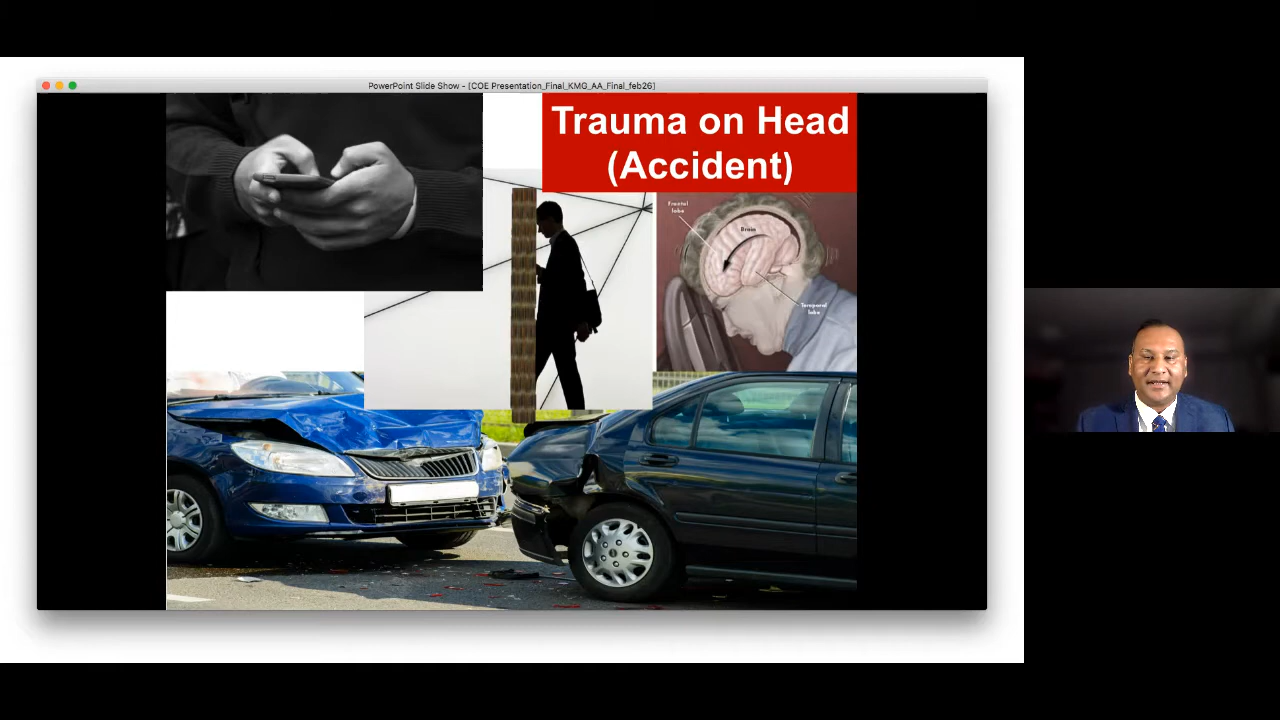 PowerPoint Slide Show - [COE Presentation_Final_KMG_AA_Final_feb26]
Trauma on Head
(Accident)
Frontal
lobe
Brain
Temporal
lobe